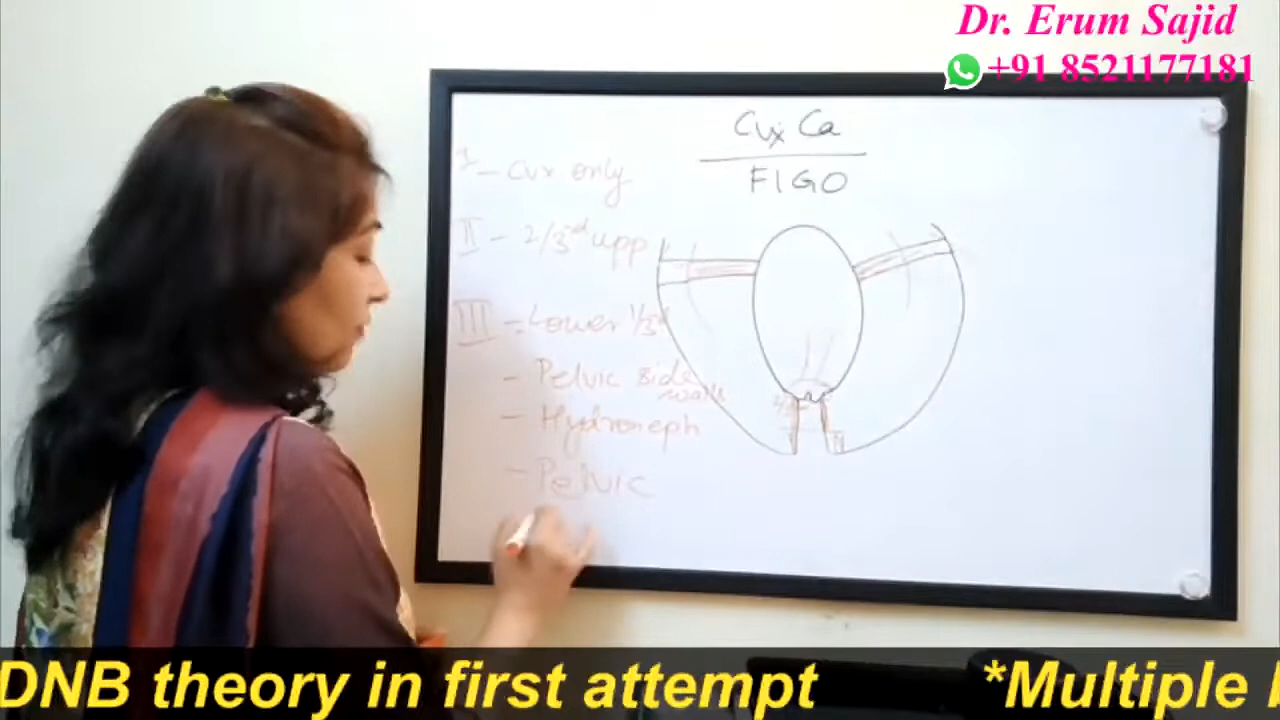 Dr. Erum Sajid
+91 8521177181
Cvx Ca
FIGO
I - Cvx only
II - 2/3rd upp
III - Lower 1/3rd
- Pelvic side walls
- Hydroneph
- Pelvic
DNB theory in first attempt *Multiple